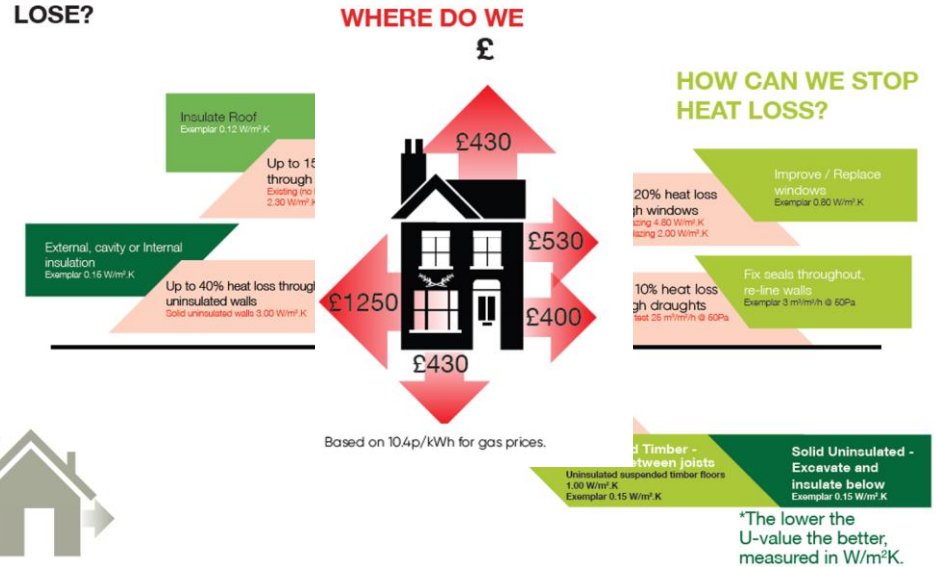 LOSE?
WHERE DO WE
£
HOW CAN WE STOP
HEAT LOSS?
Insulate Roof
Exemplar 0.12 W/m².K
Up to 15
through
Existing (no
2.30 W/m².K
External, cavity or Internal
insulation
Exemplar 0.16 W/m².K
Up to 40% heat loss through
uninsulated walls
Solid uninsulated walls 3.00 W/m².K
£430
£530
£1250
£400
£430
Based on 10.4p/kWh for gas prices.
20% heat loss
windows
4.80 W/m².K
2.00 W/m².K
Improve / Replace
windows
Exemplar 0.80 W/m².K
10% heat loss
draughts
test 25 m³/m²/h @ 50Pa
Fix seals throughout,
re-line walls
Exemplar 3 m³/m²/h @ 50Pa
Timber -
between joists
Uninsulated suspended timber floors
1.00 W/m².K
Exemplar 0.15 W/m².K
Solid Uninsulated -
Excavate and
insulate below
Exemplar 0.15 W/m².K
*The lower the
U-value the better,
measured in W/m²K.